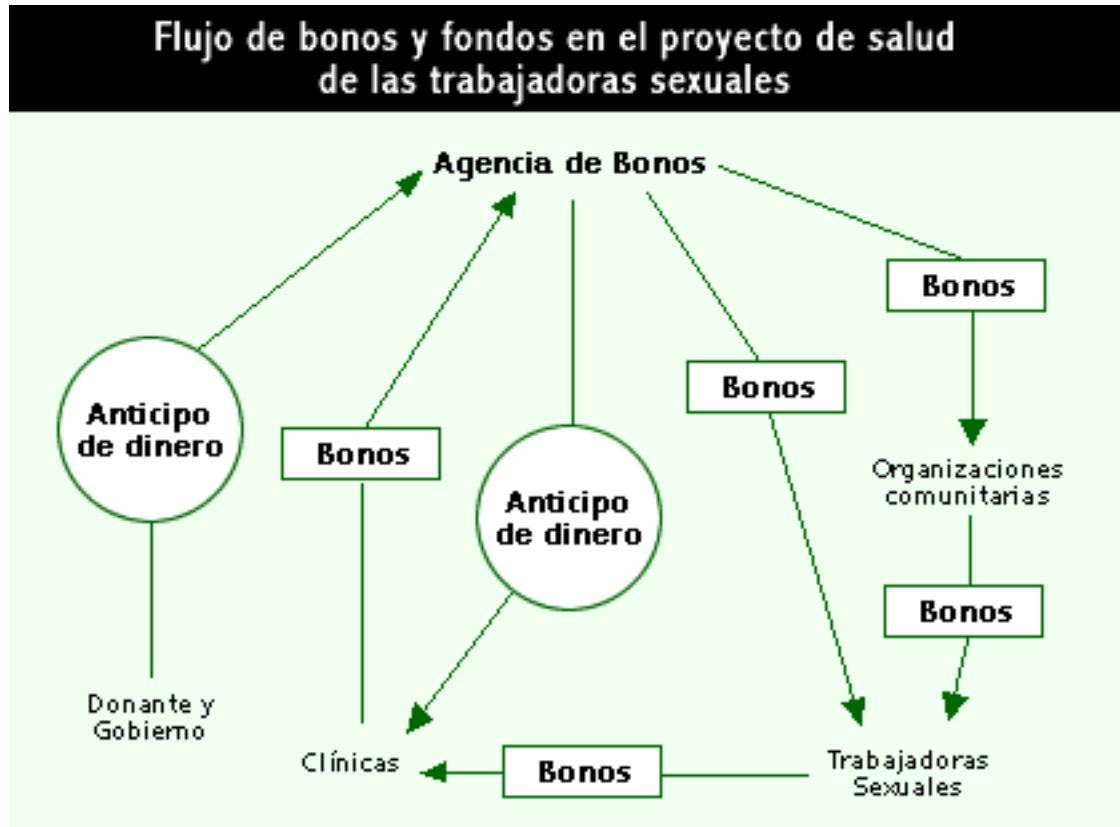 Flujo de bonos y fondos en el proyecto de salud
de las trabajadoras sexuales
Agencia de Bonos
Bonos
Bonos
Anticipo
de dinero
Bonos
Organizaciones
comunitarias
Anticipo
de dinero
Bonos
Donante y
Gobierno
Clínicas
Bonos
Trabajadoras
Sexuales